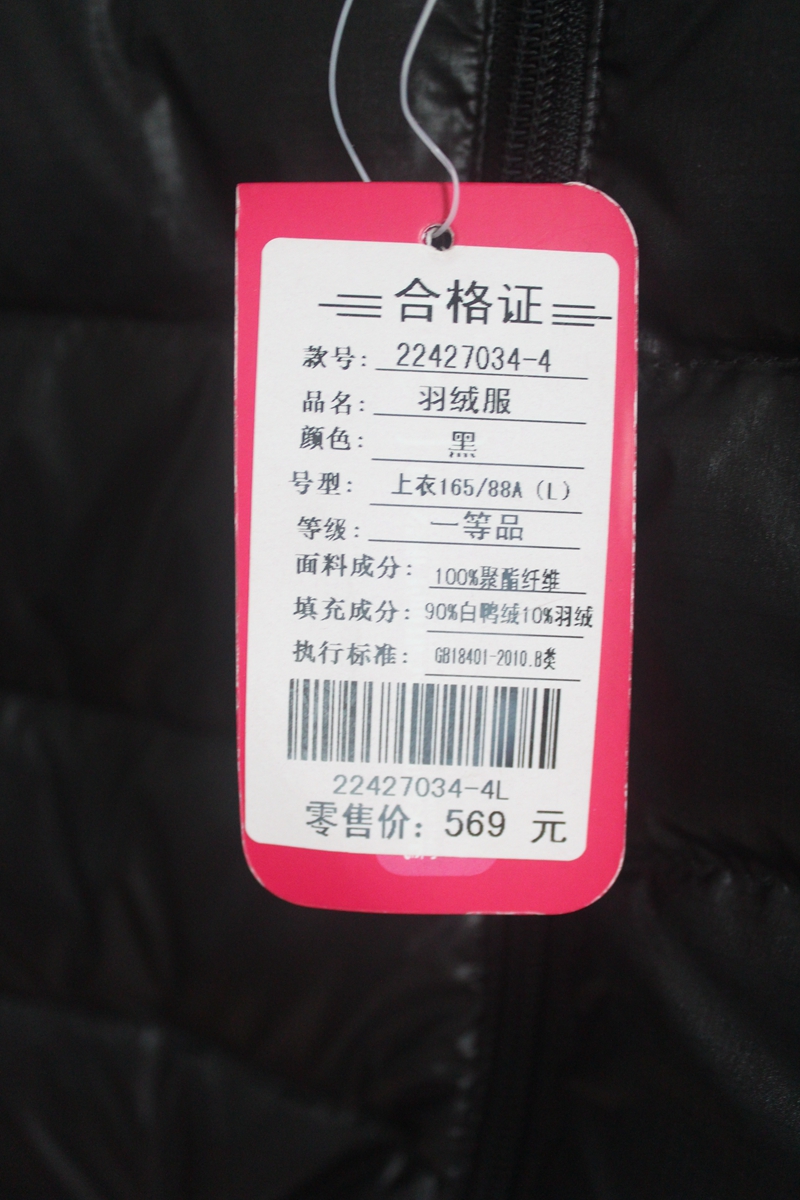 合格证
款号: 22427034-4
品名: 羽绒服
颜色: 黑
号型: 上衣165/88A (L)
等级: 一等品
面料成分: 100%聚酯纤维
填充成分: 90%白鸭绒10%羽绒
执行标准: GB18401-2010.B类
22427034-4L
零售价: 569 元